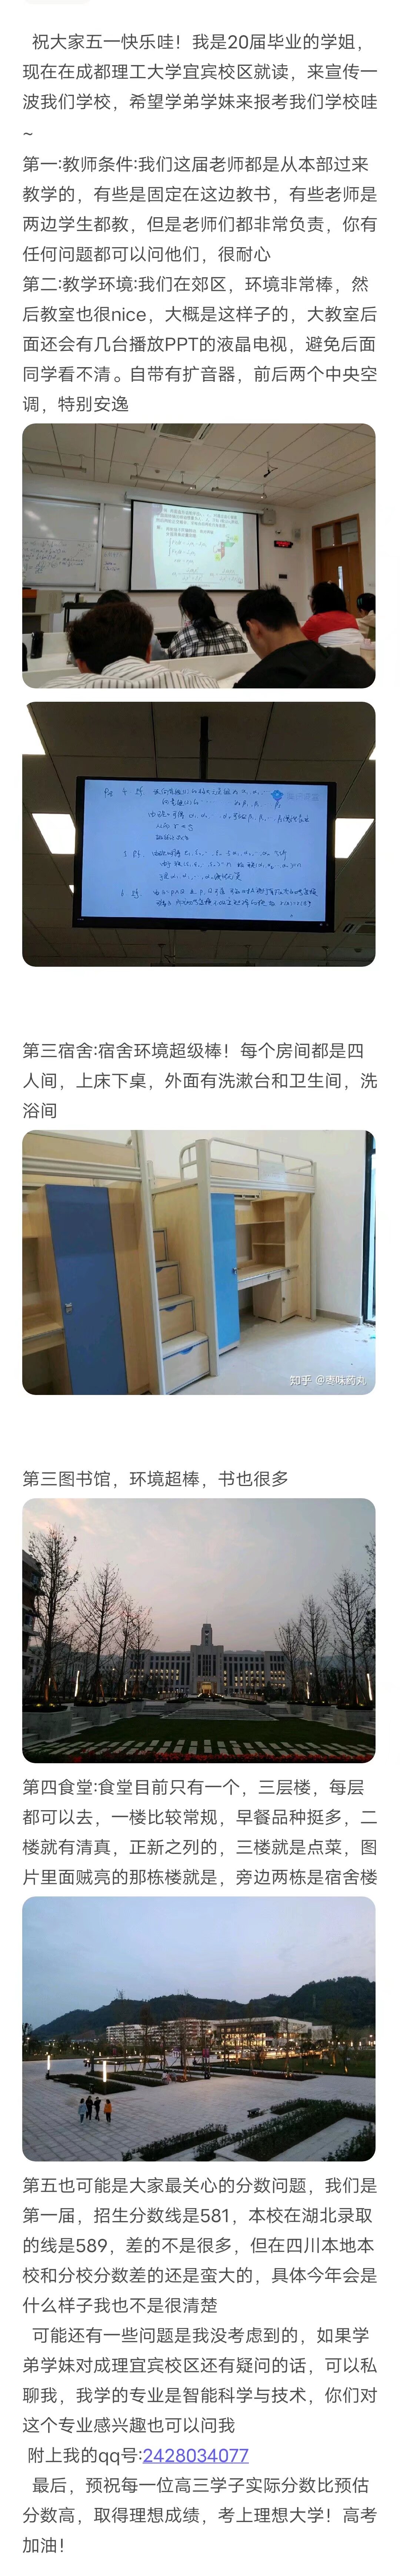 祝大家五一快乐哇！我是20届毕业的学姐，
现在在成都理工大学宜宾校区就读，来宣传一
波我们学校，希望学弟学妹来报考我们学校哇
~
第一:教师条件:我们这届老师都是从本部过来
教学的，有些是固定在这边教书，有些老师是
两边学生都教，但是老师们都非常负责，你有
任何问题都可以问他们，很耐心
第二:教学环境:我们在郊区，环境非常棒，然
后教室也很nice，大概是这样子的，大教室后
面还会有几台播放PPT的液晶电视，避免后面
同学看不清。自带有扩音器，前后两个中央空
调，特别安逸
第三宿舍:宿舍环境超级棒！每个房间都是四
人间，上床下桌，外面有洗漱台和卫生间，洗
浴间
知乎 @枣味药丸
第三图书馆，环境超棒，书也很多
第四食堂:食堂目前只有一个，三层楼，每层
都可以去，一楼比较常规，早餐品种挺多，二
楼就有清真，正新之列的，三楼就是点菜，图
片里面贼亮的那栋楼就是，旁边两栋是宿舍楼
第五也可能是大家最关心的分数问题，我们是
第一届，招生分数线是581，本校在湖北录取
的线是589，差的不是很多，但在四川本地本
校和分校分数差的还是蛮大的，具体今年会是
什么样子我也不是很清楚
可能还有一些问题是我没考虑到的，如果学
弟学妹对成理宜宾校区还有疑问的话，可以私
聊我，我学的专业是智能科学与技术，你们对
这个专业感兴趣也可以问我
附上我的qq号:2428034077
最后，预祝每一位高三学子实际分数比预估
分数高，取得理想成绩，考上理想大学！高考
加油！